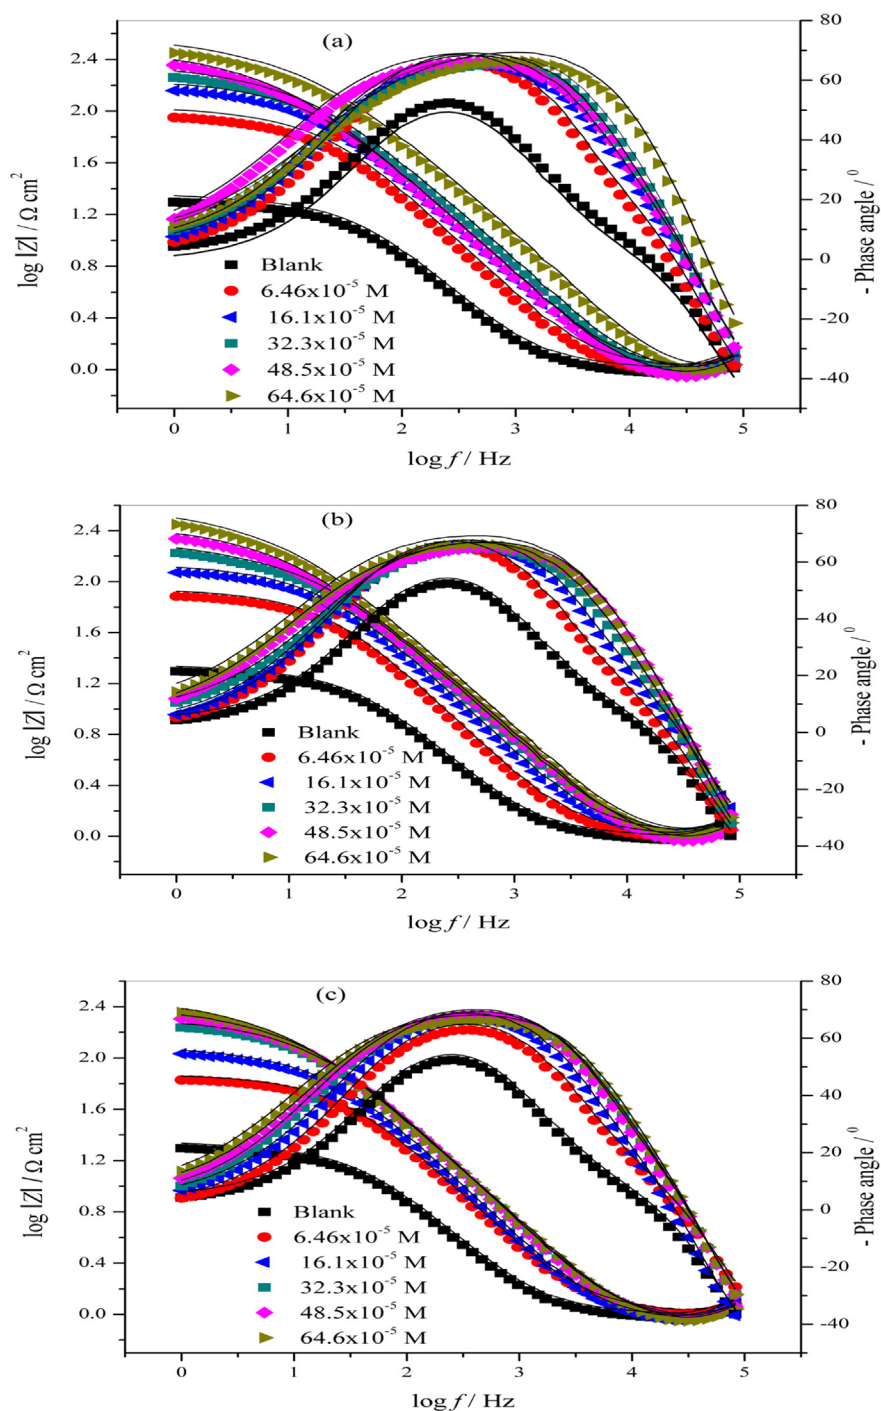 (a)
2.4
2.0
1.6
1.2
0.8
0.4
0.0
log |Z| / Ω cm²
80
60
40
20
0
-20
-40
- Phase angle / ⁰
Blank
6.46x10⁻⁵ M
16.1x10⁻⁵ M
32.3x10⁻⁵ M
48.5x10⁻⁵ M
64.6x10⁻⁵ M
0 1 2 3 4 5
log f / Hz
(b)
2.4
2.0
1.6
1.2
0.8
0.4
0.0
log |Z| / Ω cm²
80
60
40
20
0
-20
-40
- Phase angle / ⁰
Blank
6.46x10⁻⁵ M
16.1x10⁻⁵ M
32.3x10⁻⁵ M
48.5x10⁻⁵ M
64.6x10⁻⁵ M
0 1 2 3 4 5
log f / Hz
(c)
2.4
2.0
1.6
1.2
0.8
0.4
0.0
log |Z| / Ω cm²
80
60
40
20
0
-20
-40
- Phase angle / ⁰
Blank
6.46x10⁻⁵ M
16.1x10⁻⁵ M
32.3x10⁻⁵ M
48.5x10⁻⁵ M
64.6x10⁻⁵ M
0 1 2 3 4 5
log f / Hz